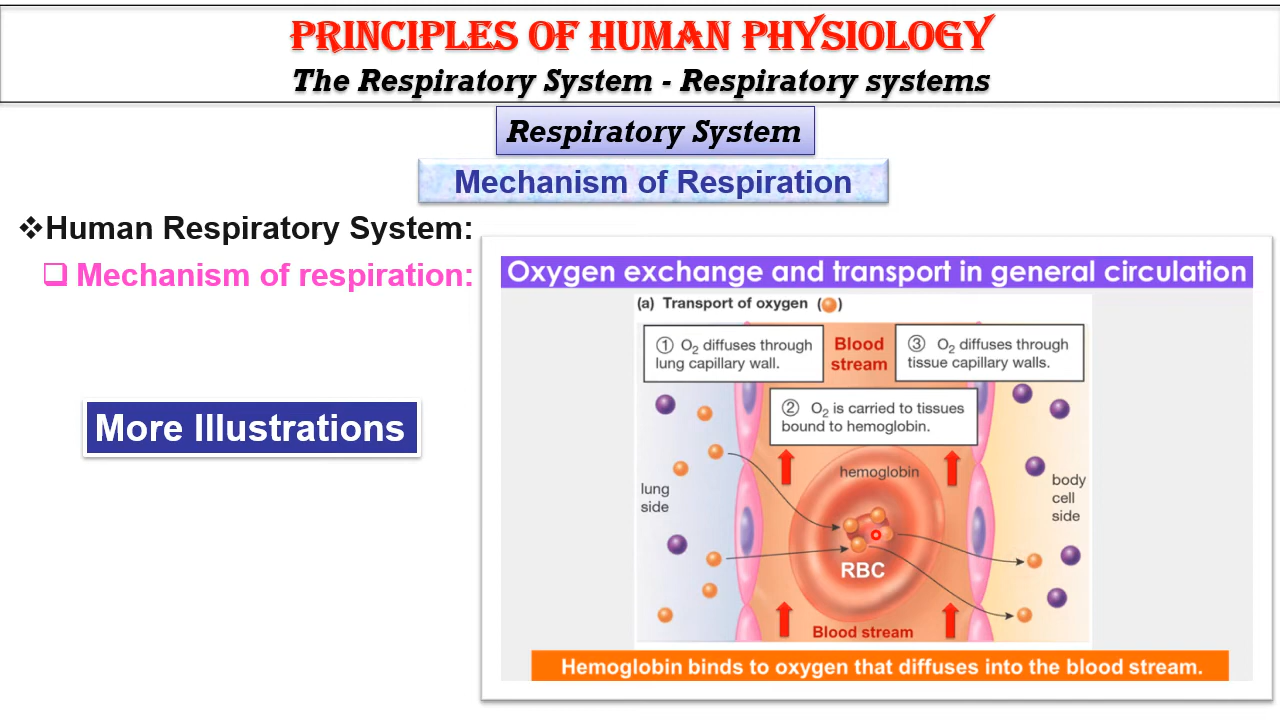 PRINCIPLES OF HUMAN PHYSIOLOGY
The Respiratory System - Respiratory systems
Respiratory System
Mechanism of Respiration
❖Human Respiratory System:
❑ Mechanism of respiration:
More Illustrations
Oxygen exchange and transport in general circulation
(a) Transport of oxygen ( )
① O₂ diffuses through
lung capillary wall.
Blood
stream
③ O₂ diffuses through
tissue capillary walls.
② O₂ is carried to tissues
bound to hemoglobin.
hemoglobin
lung
side
body
cell
side
RBC
Blood stream
Hemoglobin binds to oxygen that diffuses into the blood stream.